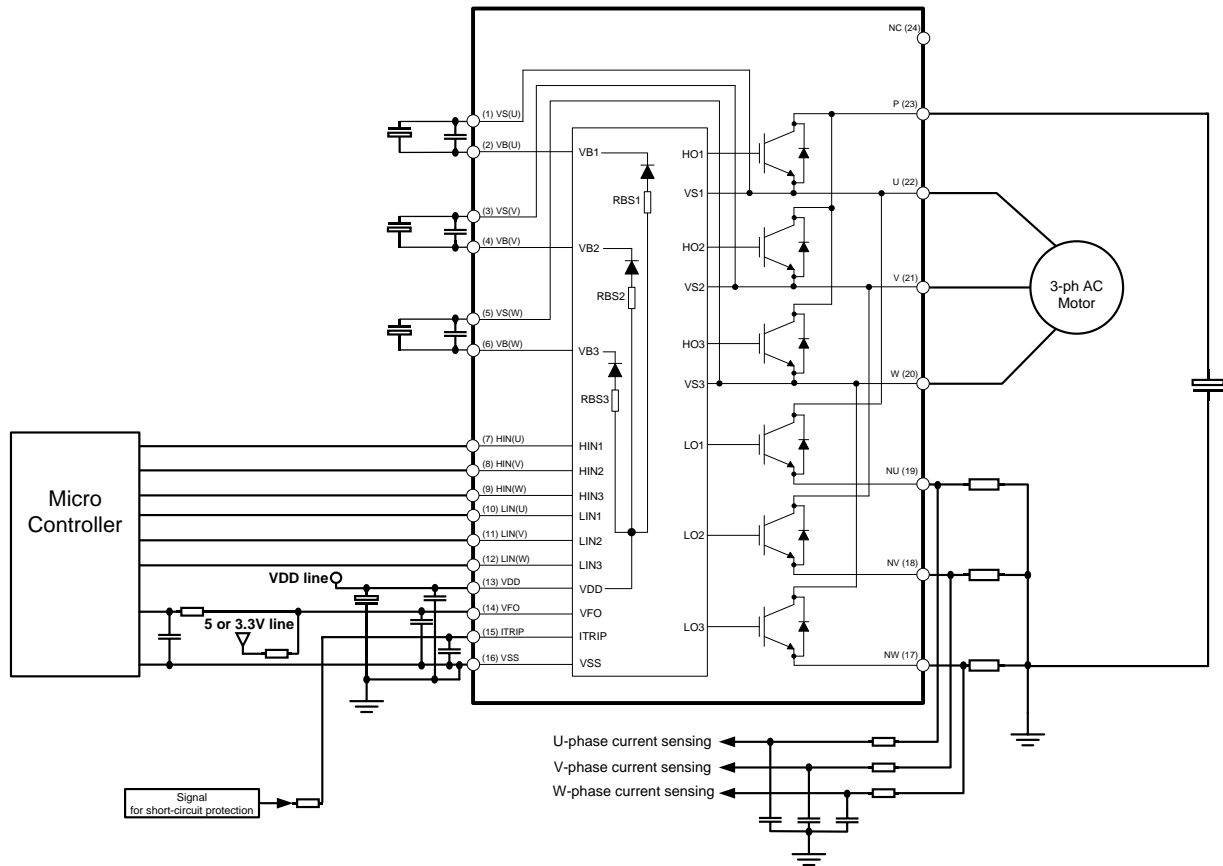 NC (24)
(1) VS(U)
(2) VB(U)
(3) VS(V)
(4) VB(V)
(5) VS(W)
(6) VB(W)
(7) HIN(U)
(8) HIN(V)
(9) HIN(W)
(10) LIN(U)
(11) LIN(V)
(12) LIN(W)
(13) VDD
(14) VFO
(15) ITRIP
(16) VSS
VB1
RBS1
VB2
RBS2
VB3
RBS3
HIN1
HIN2
HIN3
LIN1
LIN2
LIN3
VDD
VFO
ITRIP
VSS
HO1
VS1
HO2
VS2
HO3
VS3
LO1
LO2
LO3
P (23)
U (22)
V (21)
W (20)
NU (19)
NV (18)
NW (17)
3-ph AC
Motor
Micro
Controller
VDD line
5 or 3.3V line
Signal
for short-circuit protection
U-phase current sensing
V-phase current sensing
W-phase current sensing